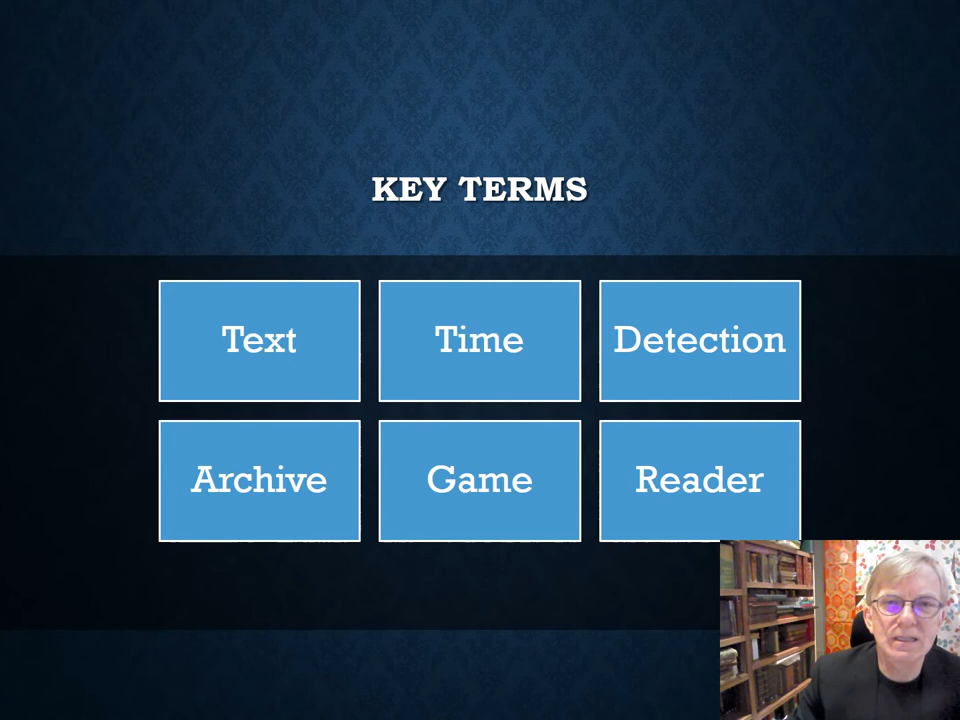 KEY TERMS
Text
Time
Detection
Archive
Game
Reader